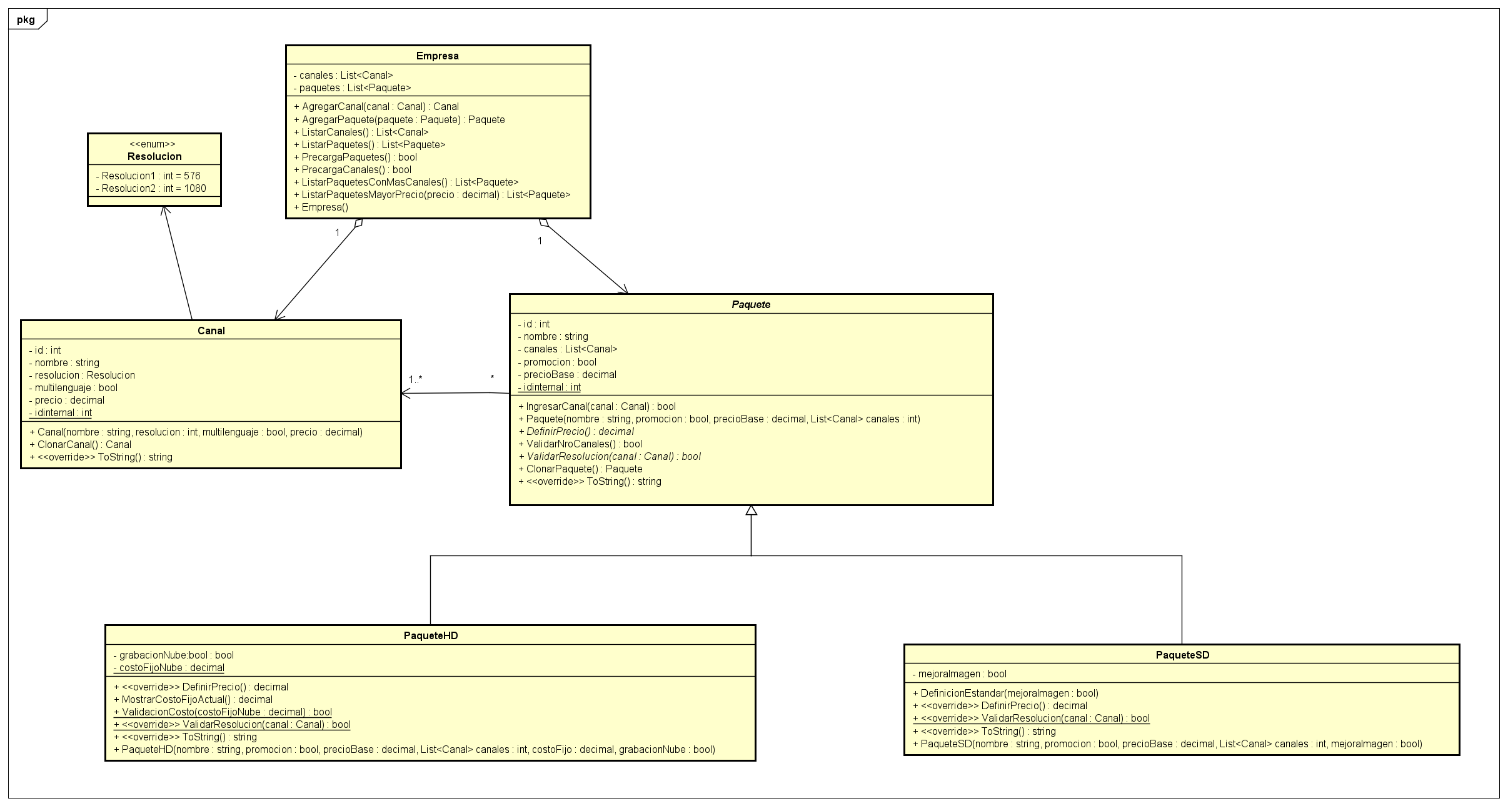 pkg
Empresa
- canales : List<Canal>
- paquetes : List<Paquete>
+ AgregarCanal(canal : Canal) : Canal
+ AgregarPaquete(paquete : Paquete) : Paquete
+ ListarCanales() : List<Canal>
+ ListarPaquetes() : List<Paquete>
+ PrecargaPaquetes() : bool
+ PrecargaCanales() : bool
+ ListarPaquetesConMasCanales() : List<Paquete>
+ ListarPaquetesMayorPrecio(precio : decimal) : List<Paquete>
+ Empresa()
<<enum>>
Resolucion
- Resolucion1 : int = 576
- Resolucion2 : int = 1080
1
1
Canal
- id : int
- nombre : string
- resolucion : Resolucion
- multilenguaje : bool
- precio : decimal
- idinternal : int
+ Canal(nombre : string, resolucion : int, multilenguaje : bool, precio : decimal)
+ ClonarCanal() : Canal
+ <<override>> ToString() : string
1..*
*
Paquete
- id : int
- nombre : string
- canales : List<Canal>
- promocion : bool
- precioBase : decimal
- idinternal : int
+ IngresarCanal(canal : Canal) : bool
+ Paquete(nombre : string, promocion : bool, precioBase : decimal, List<Canal> canales : int)
+ DefinirPrecio() : decimal
+ ValidarNroCanales() : bool
+ ValidarResolucion(canal : Canal) : bool
+ ClonarPaquete() : Paquete
+ <<override>> ToString() : string
PaqueteHD
- grabacionNube:bool : bool
- costoFijoNube : decimal
+ <<override>> DefinirPrecio() : decimal
+ MostrarCostoFijoActual() : decimal
+ ValidacionCosto(costoFijoNube : decimal) : bool
+ <<override>> ValidarResolucion(canal : Canal) : bool
+ <<override>> ToString() : string
+ PaqueteHD(nombre : string, promocion : bool, precioBase : decimal, List<Canal> canales : int, costoFijo : decimal, grabacionNube : bool)
PaqueteSD
- mejoraImagen : bool
+ DefinicionEstandar(mejoraImagen : bool)
+ <<override>> DefinirPrecio() : decimal
+ <<override>> ValidarResolucion(canal : Canal) : bool
+ <<override>> ToString() : string
+ PaqueteSD(nombre : string, promocion : bool, precioBase : decimal, List<Canal> canales : int, mejoraImagen : bool)